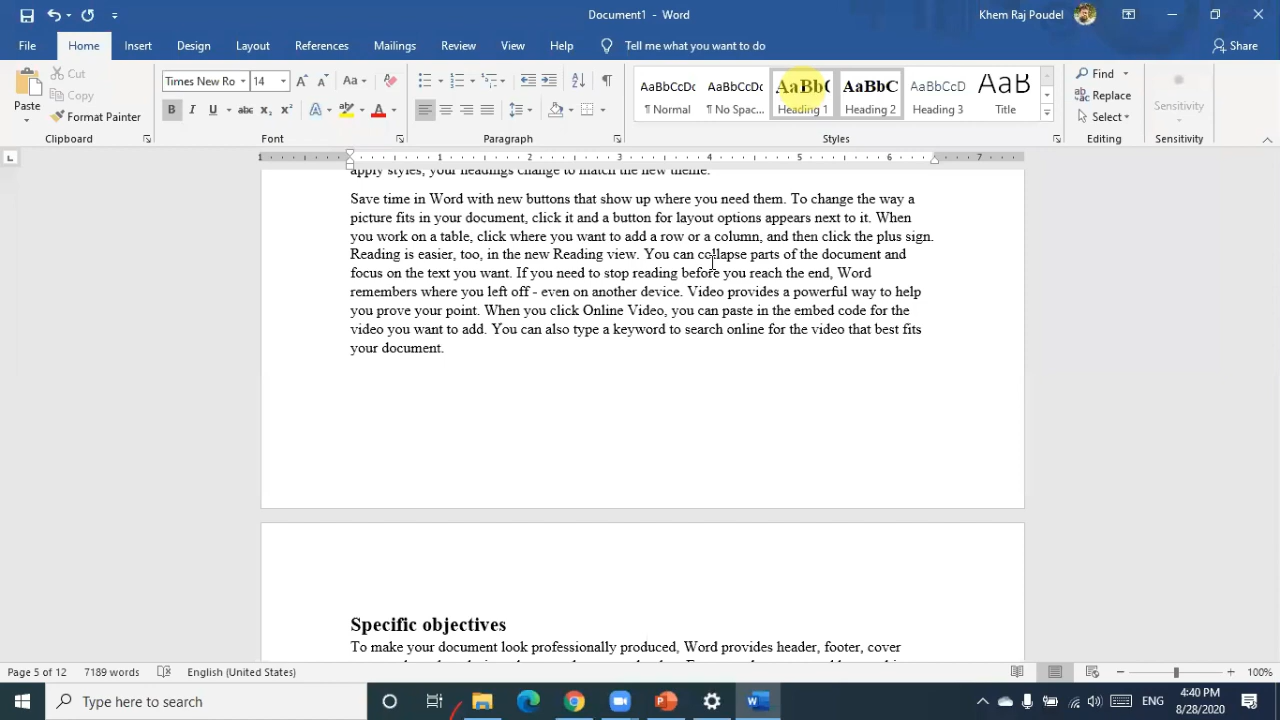 Document1 - Word
Khem Raj Poudel
File Home Insert Design Layout References Mailings Review View Help Tell me what you want to do Share
Paste
Cut
Copy
Format Painter
Clipboard
Times New Ro 14
Font
Paragraph
AaBbCcDc AaBbCcDc AaBb( AaBbC AaBbCcD AaB
¶ Normal ¶ No Spac... Heading 1 Heading 2 Heading 3 Title
Styles
Find
Replace
Select
Editing
Sensitivity
Sensitivity
1 1 2 3 4 5 6 7
apply styles, your headings change to match the new theme.
Save time in Word with new buttons that show up where you need them. To change the way a
picture fits in your document, click it and a button for layout options appears next to it. When
you work on a table, click where you want to add a row or a column, and then click the plus sign.
Reading is easier, too, in the new Reading view. You can collapse parts of the document and
focus on the text you want. If you need to stop reading before you reach the end, Word
remembers where you left off - even on another device. Video provides a powerful way to help
you prove your point. When you click Online Video, you can paste in the embed code for the
video you want to add. You can also type a keyword to search online for the video that best fits
your document.
Specific objectives
To make your document look professionally produced, Word provides header, footer, cover
Page 5 of 12 7189 words English (United States) 100%
Type here to search
ENG
4:40 PM
8/28/2020